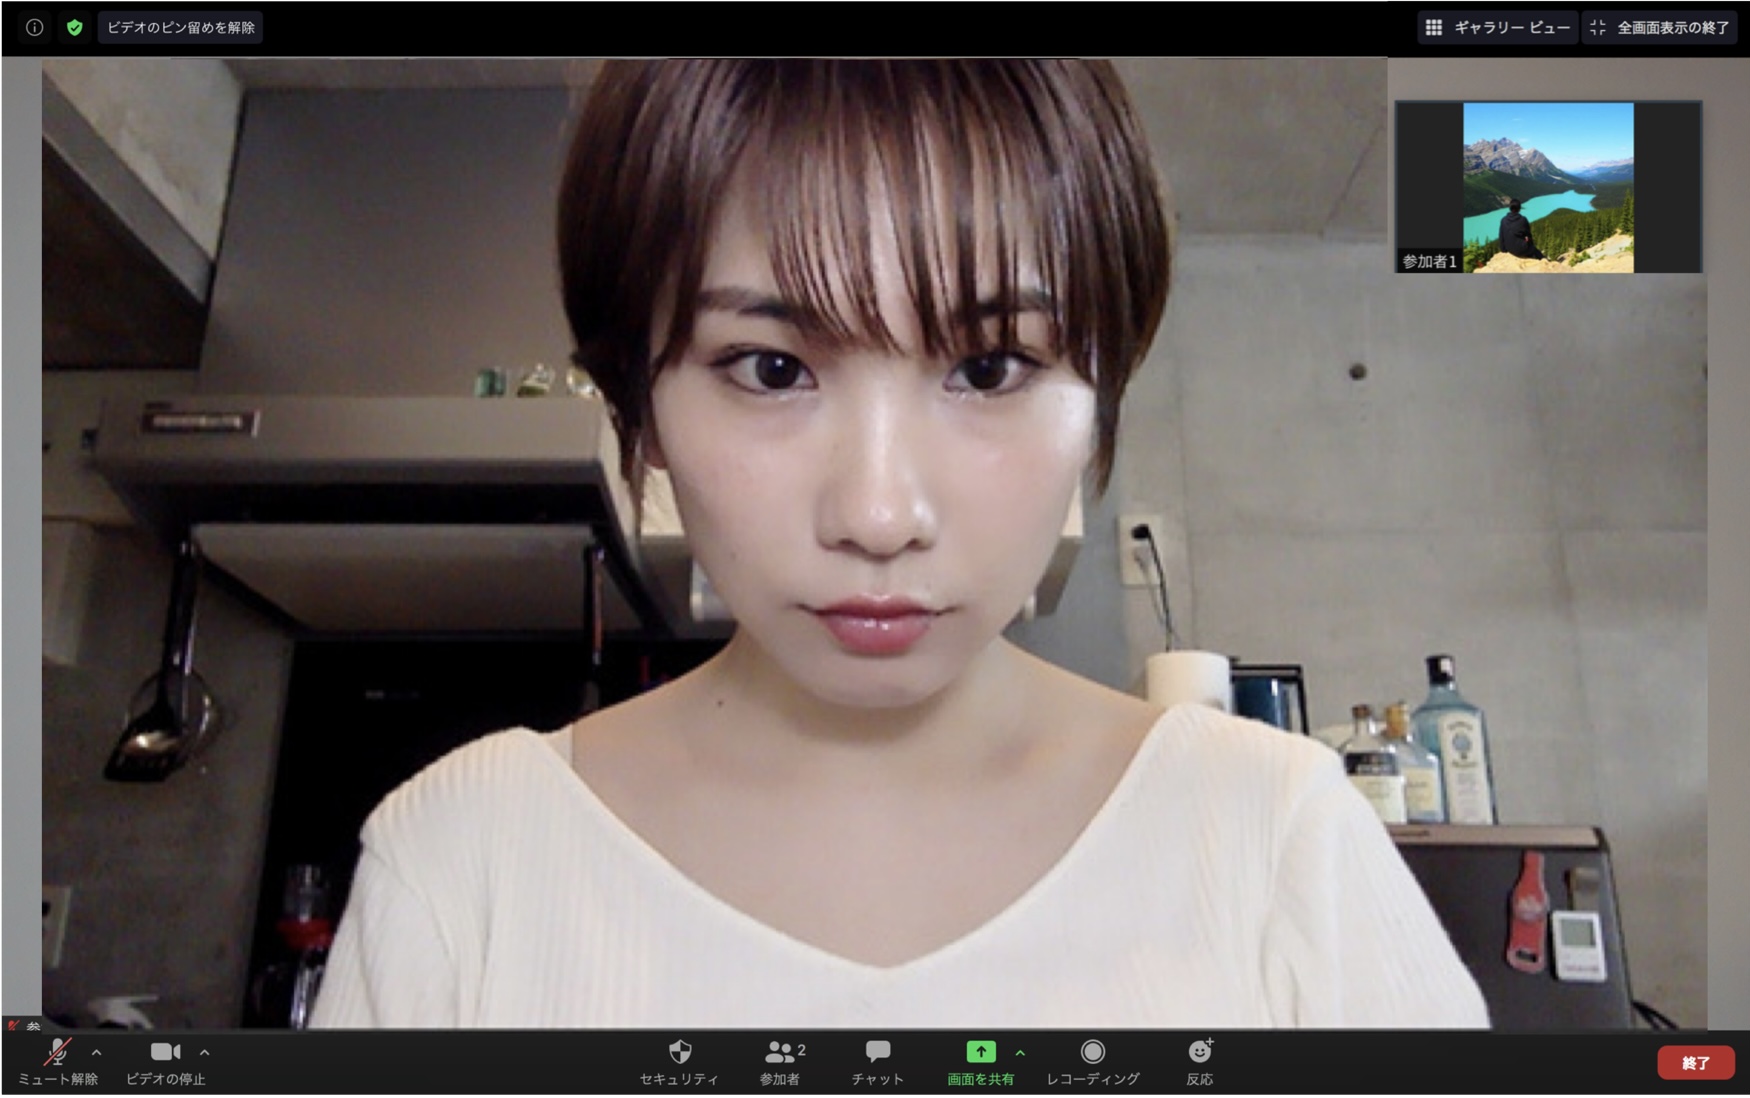 ビデオのピン留めを解除
ギャラリー ビュー
全画面表示の終了
参加者1
参
ミュート解除
ビデオの停止
セキュリティ
2
参加者
チャット
画面を共有
レコーディング
反応
終了